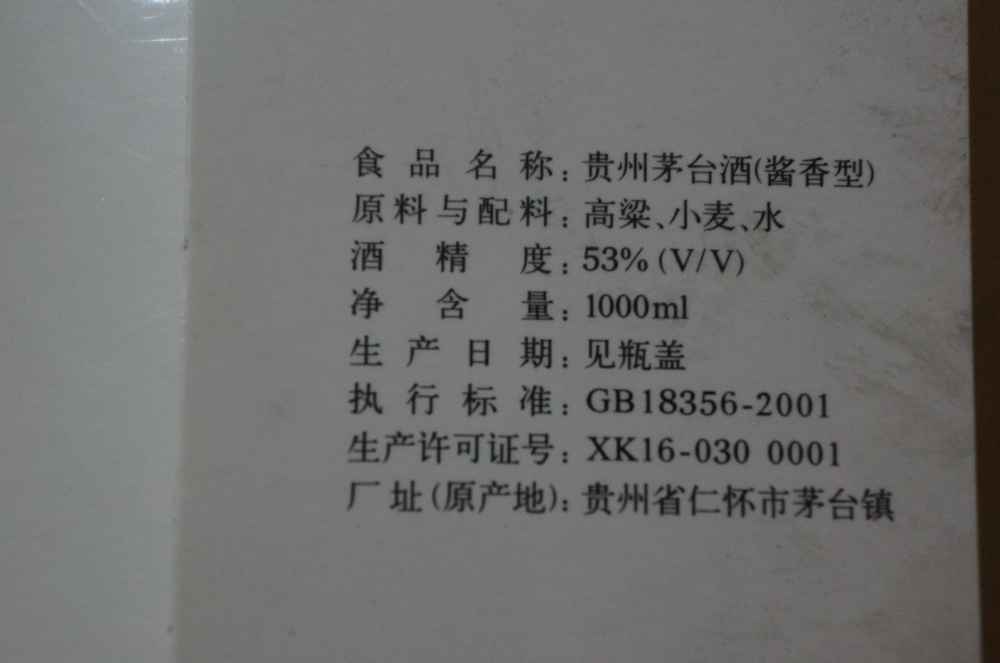 食品名称：贵州茅台酒(酱香型)
原料与配料：高粱、小麦、水
酒精度：53%(V/V)
净含量：1000ml
生产日期：见瓶盖
执行标准：GB18356-2001
生产许可证号：XK16-030 0001
厂址(原产地)：贵州省仁怀市茅台镇